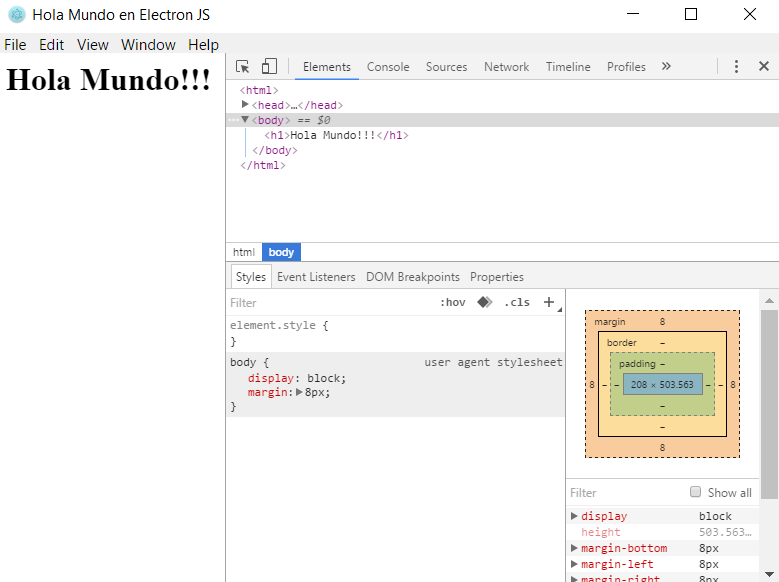 Hola Mundo en Electron JS
File Edit View Window Help
Hola Mundo!!!
Elements Console Sources Network Timeline Profiles »
<html>
<head>…</head>
<body> == $0
<h1>Hola Mundo!!!</h1>
</body>
</html>
html body
Styles Event Listeners DOM Breakpoints Properties
Filter :hov .cls +
element.style {
}
body { user agent stylesheet
display: block;
margin: 8px;
}
margin 8
border –
padding –
8 – – 208 × 503.563 – – 8
–
–
8
Filter Show all
display block
height 503.563…
margin-bottom 8px
margin-left 8px
margin-right 8px